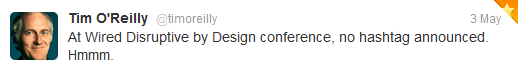 Tim O'Reilly @timoreilly 3 May
At Wired Disruptive by Design conference, no hashtag announced.
Hmmm.